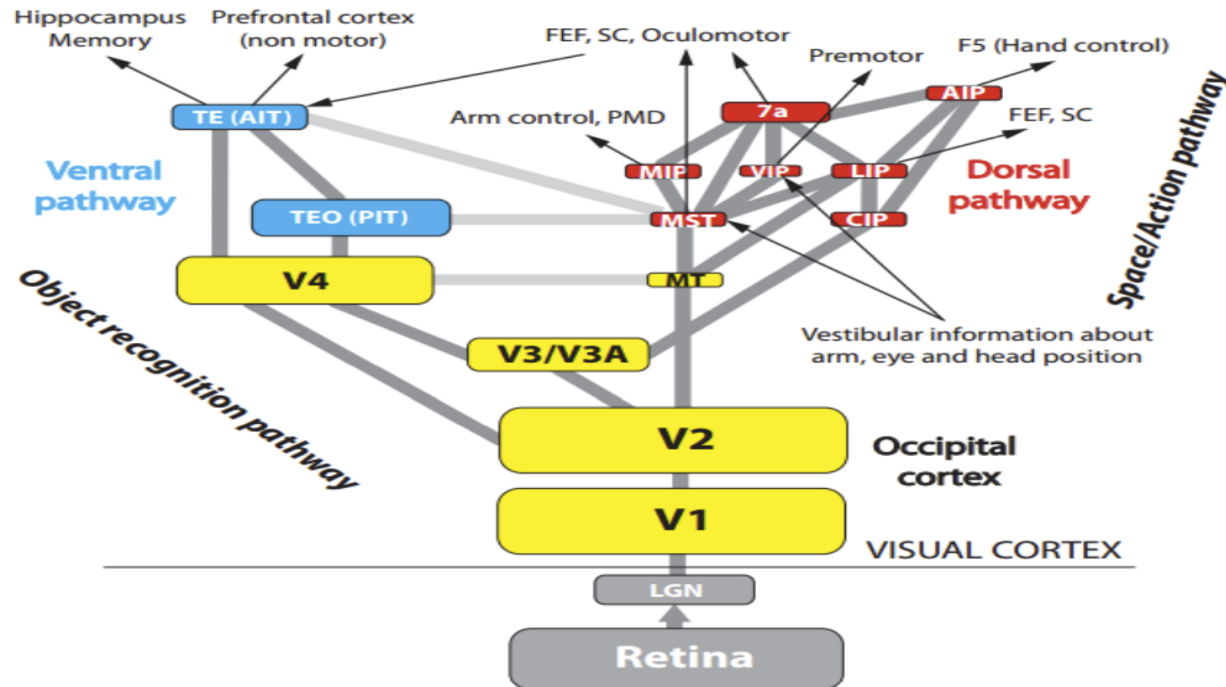 Hippocampus
Memory
Prefrontal cortex
(non motor)
FEF, SC, Oculomotor
Premotor
F5 (Hand control)
TE (AIT)
Arm control, PMD
7a
AIP
FEF, SC
Ventral
pathway
MIP
VIP
LIP
Dorsal
pathway
Space/Action pathway
TEO (PIT)
MST
CIP
V4
MT
Object recognition pathway
V3/V3A
Vestibular information about
arm, eye and head position
V2
Occipital
cortex
V1
VISUAL CORTEX
LGN
Retina